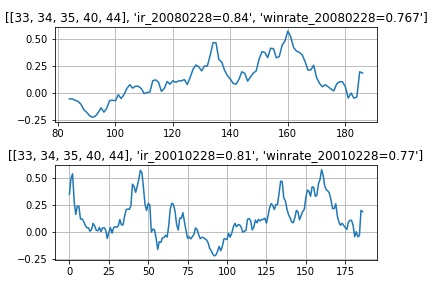 [[33, 34, 35, 40, 44], 'ir_20080228=0.84', 'winrate_20080228=0.767']
0.50
0.25
0.00
−0.25
80 100 120 140 160 180
[[33, 34, 35, 40, 44], 'ir_20010228=0.81', 'winrate_20010228=0.77']
0.50
0.25
0.00
−0.25
0 25 50 75 100 125 150 175